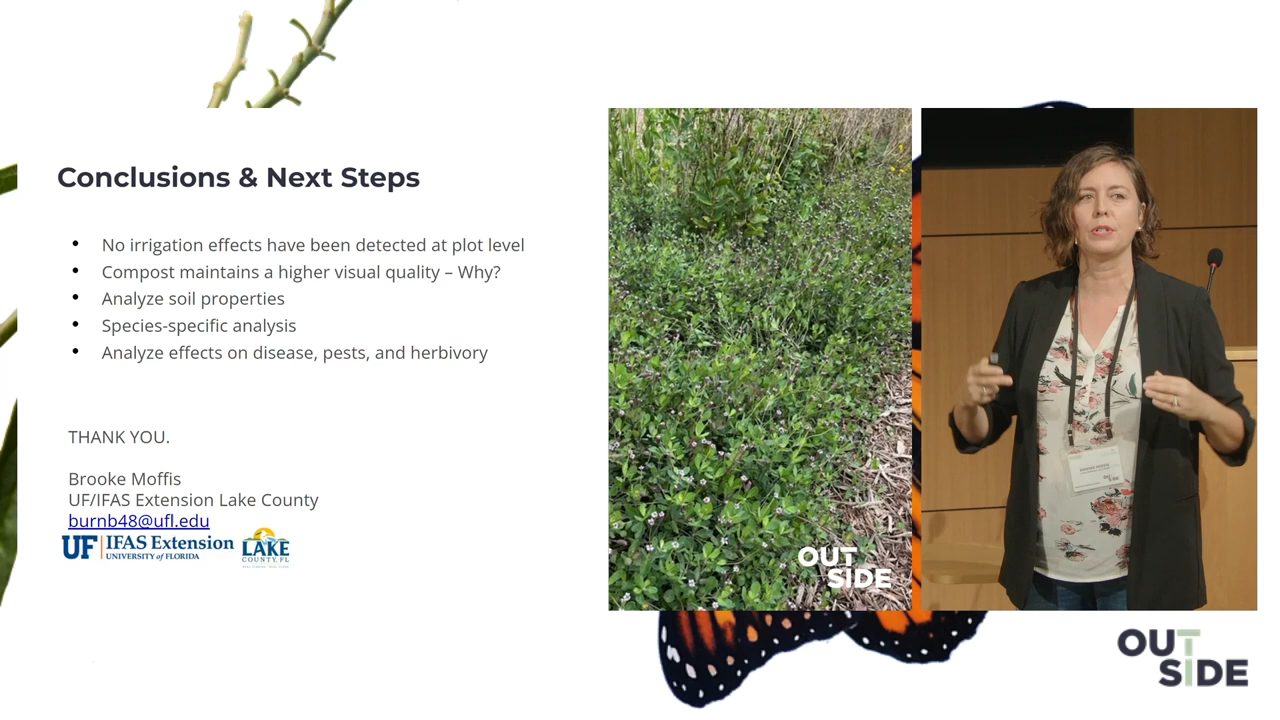 Conclusions & Next Steps
• No irrigation effects have been detected at plot level
• Compost maintains a higher visual quality – Why?
• Analyze soil properties
• Species-specific analysis
• Analyze effects on disease, pests, and herbivory
THANK YOU.
Brooke Moffis
UF/IFAS Extension Lake County
burnb48@ufl.edu
UF IFAS Extension
UNIVERSITY of FLORIDA
LAKE
COUNTY, FL
OUT
SIDE
OUT
SIDE